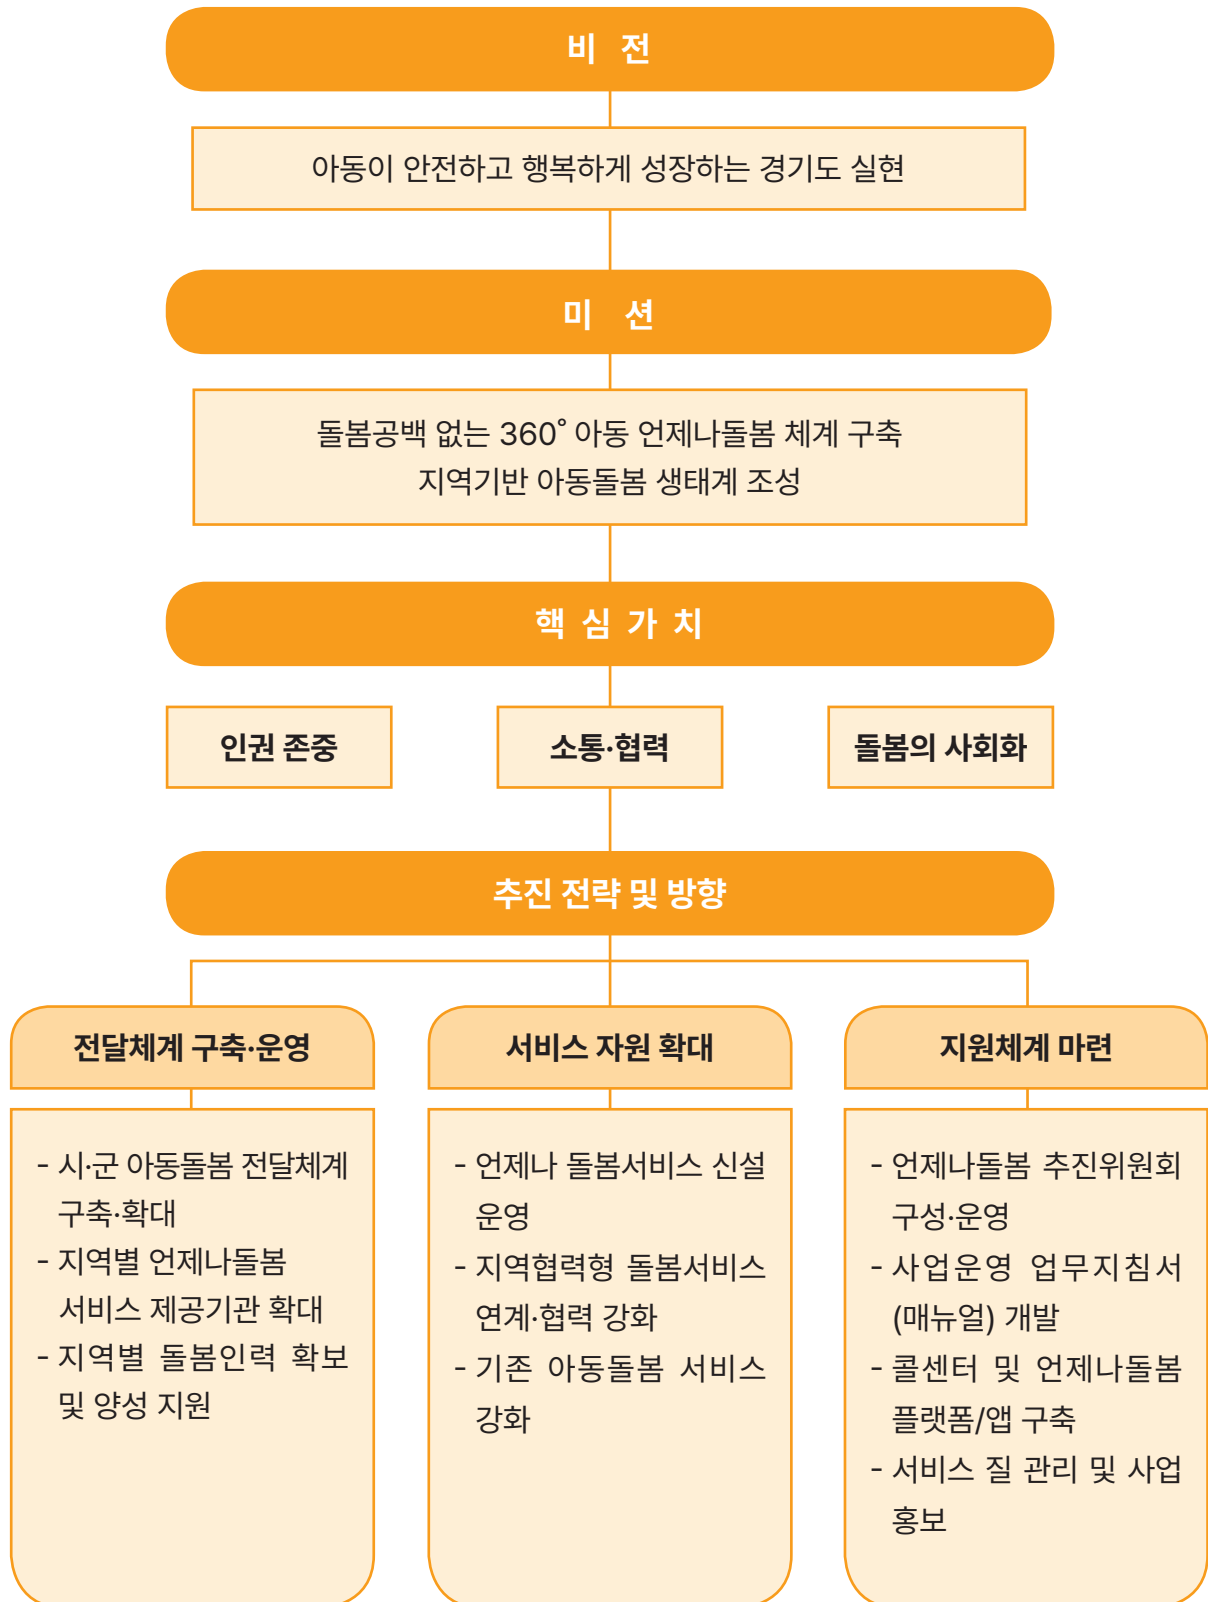 비 전
아동이 안전하고 행복하게 성장하는 경기도 실현
미 션
돌봄공백 없는 360˚ 아동 언제나돌봄 체계 구축
지역기반 아동돌봄 생태계 조성
핵 심 가 치
인권 존중
소통·협력
돌봄의 사회화
추진 전략 및 방향
전달체계 구축·운영
- 시·군 아동돌봄 전달체계
구축·확대
- 지역별 언제나돌봄
서비스 제공기관 확대
- 지역별 돌봄인력 확보
및 양성 지원
서비스 자원 확대
- 언제나 돌봄서비스 신설
운영
- 지역협력형 돌봄서비스
연계·협력 강화
- 기존 아동돌봄 서비스
강화
지원체계 마련
- 언제나돌봄 추진위원회
구성·운영
- 사업운영 업무지침서
(매뉴얼) 개발
- 콜센터 및 언제나돌봄
플랫폼/앱 구축
- 서비스 질 관리 및 사업
홍보